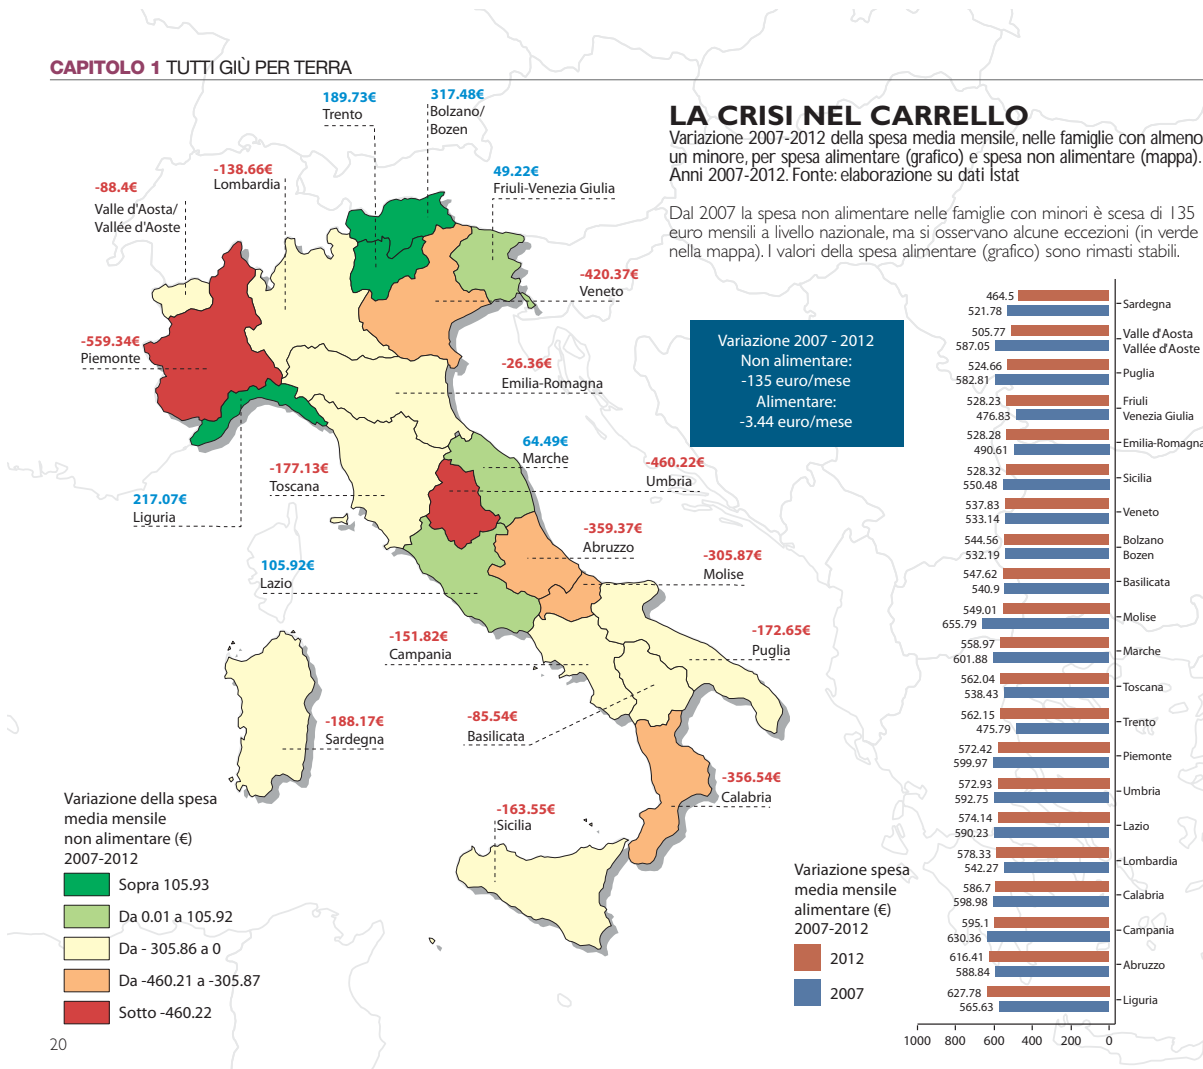 CAPITOLO 1 TUTTI GIÙ PER TERRA
LA CRISI NEL CARRELLO
Variazione 2007-2012 della spesa media mensile, nelle famiglie con almeno
un minore, per spesa alimentare (grafico) e spesa non alimentare (mappa).
Anni 2007-2012. Fonte: elaborazione su dati Istat
Dal 2007 la spesa non alimentare nelle famiglie con minori è scesa di 135
euro mensili a livello nazionale, ma si osservano alcune eccezioni (in verde
nella mappa). I valori della spesa alimentare (grafico) sono rimasti stabili.
189.73€
Trento
317.48€
Bolzano/
Bozen
-138.66€
Lombardia
-88.4€
Valle d'Aosta/
Vallée d'Aoste
49.22€
Friuli-Venezia Giulia
-420.37€
Veneto
-559.34€
Piemonte
-26.36€
Emilia-Romagna
64.49€
Marche
-177.13€
Toscana
-460.22€
Umbria
217.07€
Liguria
-359.37€
Abruzzo
105.92€
Lazio
-305.87€
Molise
-151.82€
Campania
-172.65€
Puglia
-188.17€
Sardegna
-85.54€
Basilicata
-356.54€
Calabria
-163.55€
Sicilia
Variazione 2007 - 2012
Non alimentare:
-135 euro/mese
Alimentare:
-3.44 euro/mese
Variazione della spesa
media mensile
non alimentare (€)
2007-2012
Sopra 105.93
Da 0.01 a 105.92
Da - 305.86 a 0
Da -460.21 a -305.87
Sotto -460.22
Variazione spesa
media mensile
alimentare (€)
2007-2012
2012
2007
464.5
521.78
Sardegna
505.77
587.05
Valle d'Aosta
Vallée d'Aoste
524.66
582.81
Puglia
528.23
476.83
Friuli
Venezia Giulia
528.28
490.61
Emilia-Romagna
528.32
550.48
Sicilia
537.83
533.14
Veneto
544.56
532.19
Bolzano
Bozen
547.62
540.9
Basilicata
549.01
655.79
Molise
558.97
601.88
Marche
562.04
538.43
Toscana
562.15
475.79
Trento
572.42
599.97
Piemonte
572.93
592.75
Umbria
574.14
590.23
Lazio
578.33
542.27
Lombardia
586.7
598.98
Calabria
595.1
630.36
Campania
616.41
588.84
Abruzzo
627.78
565.63
Liguria
1000 800 600 400 200 0
20